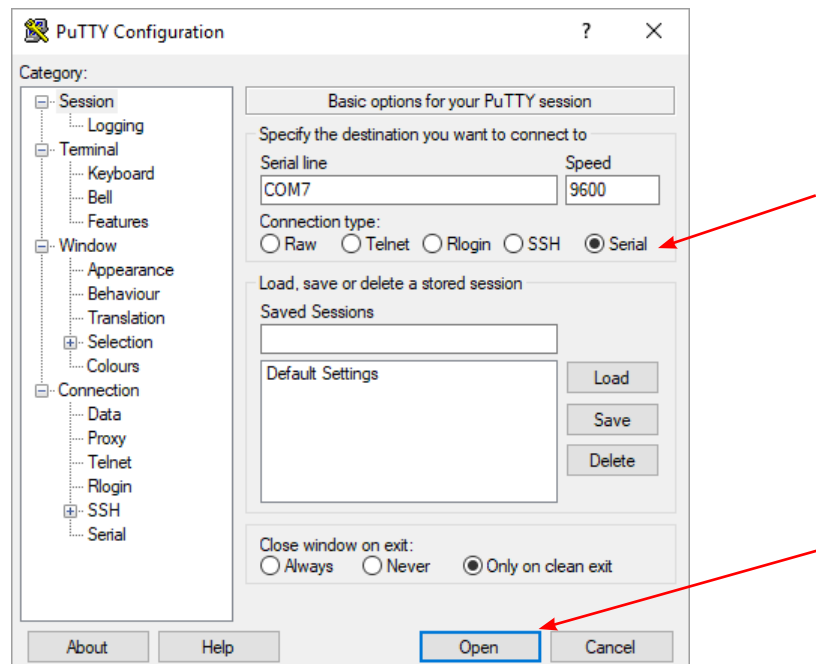 PuTTY Configuration
?
Category:
Session
Logging
Terminal
Keyboard
Bell
Features
Window
Appearance
Behaviour
Translation
Selection
Colours
Connection
Data
Proxy
Telnet
Rlogin
SSH
Serial
Basic options for your PuTTY session
Specify the destination you want to connect to
Serial line Speed
COM7 9600
Connection type:
Raw Telnet Rlogin SSH Serial
Load, save or delete a stored session
Saved Sessions
Default Settings
Load
Save
Delete
Close window on exit:
Always Never Only on clean exit
About Help Open Cancel